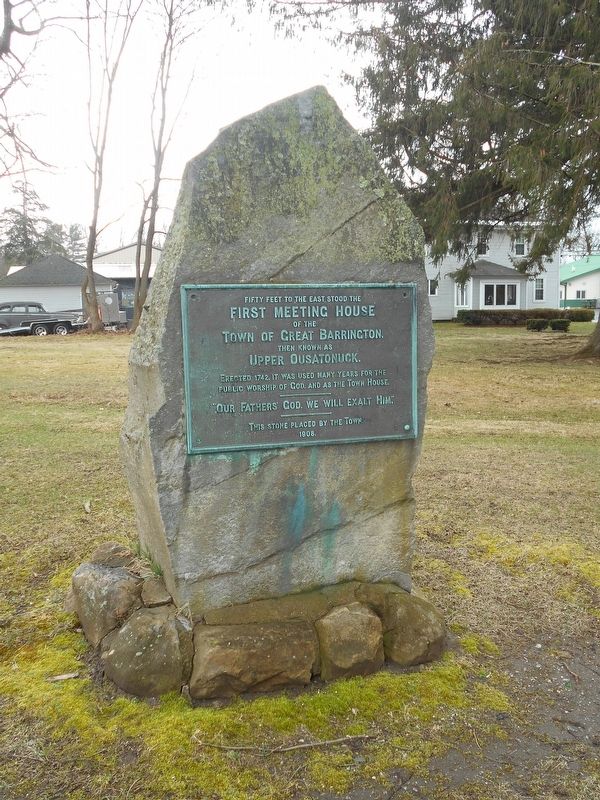 FIFTY FEET TO THE EAST STOOD THE
FIRST MEETING HOUSE
OF THE
TOWN OF GREAT BARRINGTON,
THEN KNOWN AS
UPPER OUSATONUCK.
ERECTED 1742, IT WAS USED MANY YEARS FOR THE
PUBLIC WORSHIP OF GOD, AND AS THE TOWN HOUSE.
"OUR FATHERS' GOD, WE WILL EXALT HIM."
THIS STONE PLACED BY THE TOWN
1908.